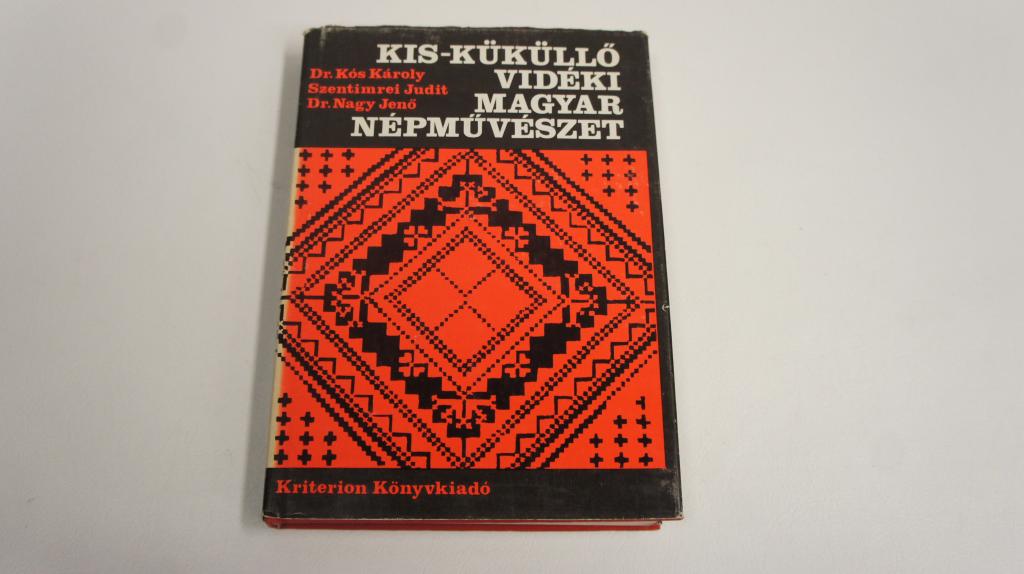 KIS-KÜKÜLLŐ
VIDÉKI
MAGYAR
NÉPMŰVÉSZET
Dr. Kós Károly
Szentimrei Judit
Dr. Nagy Jenő
Kriterion Könyvkiadó